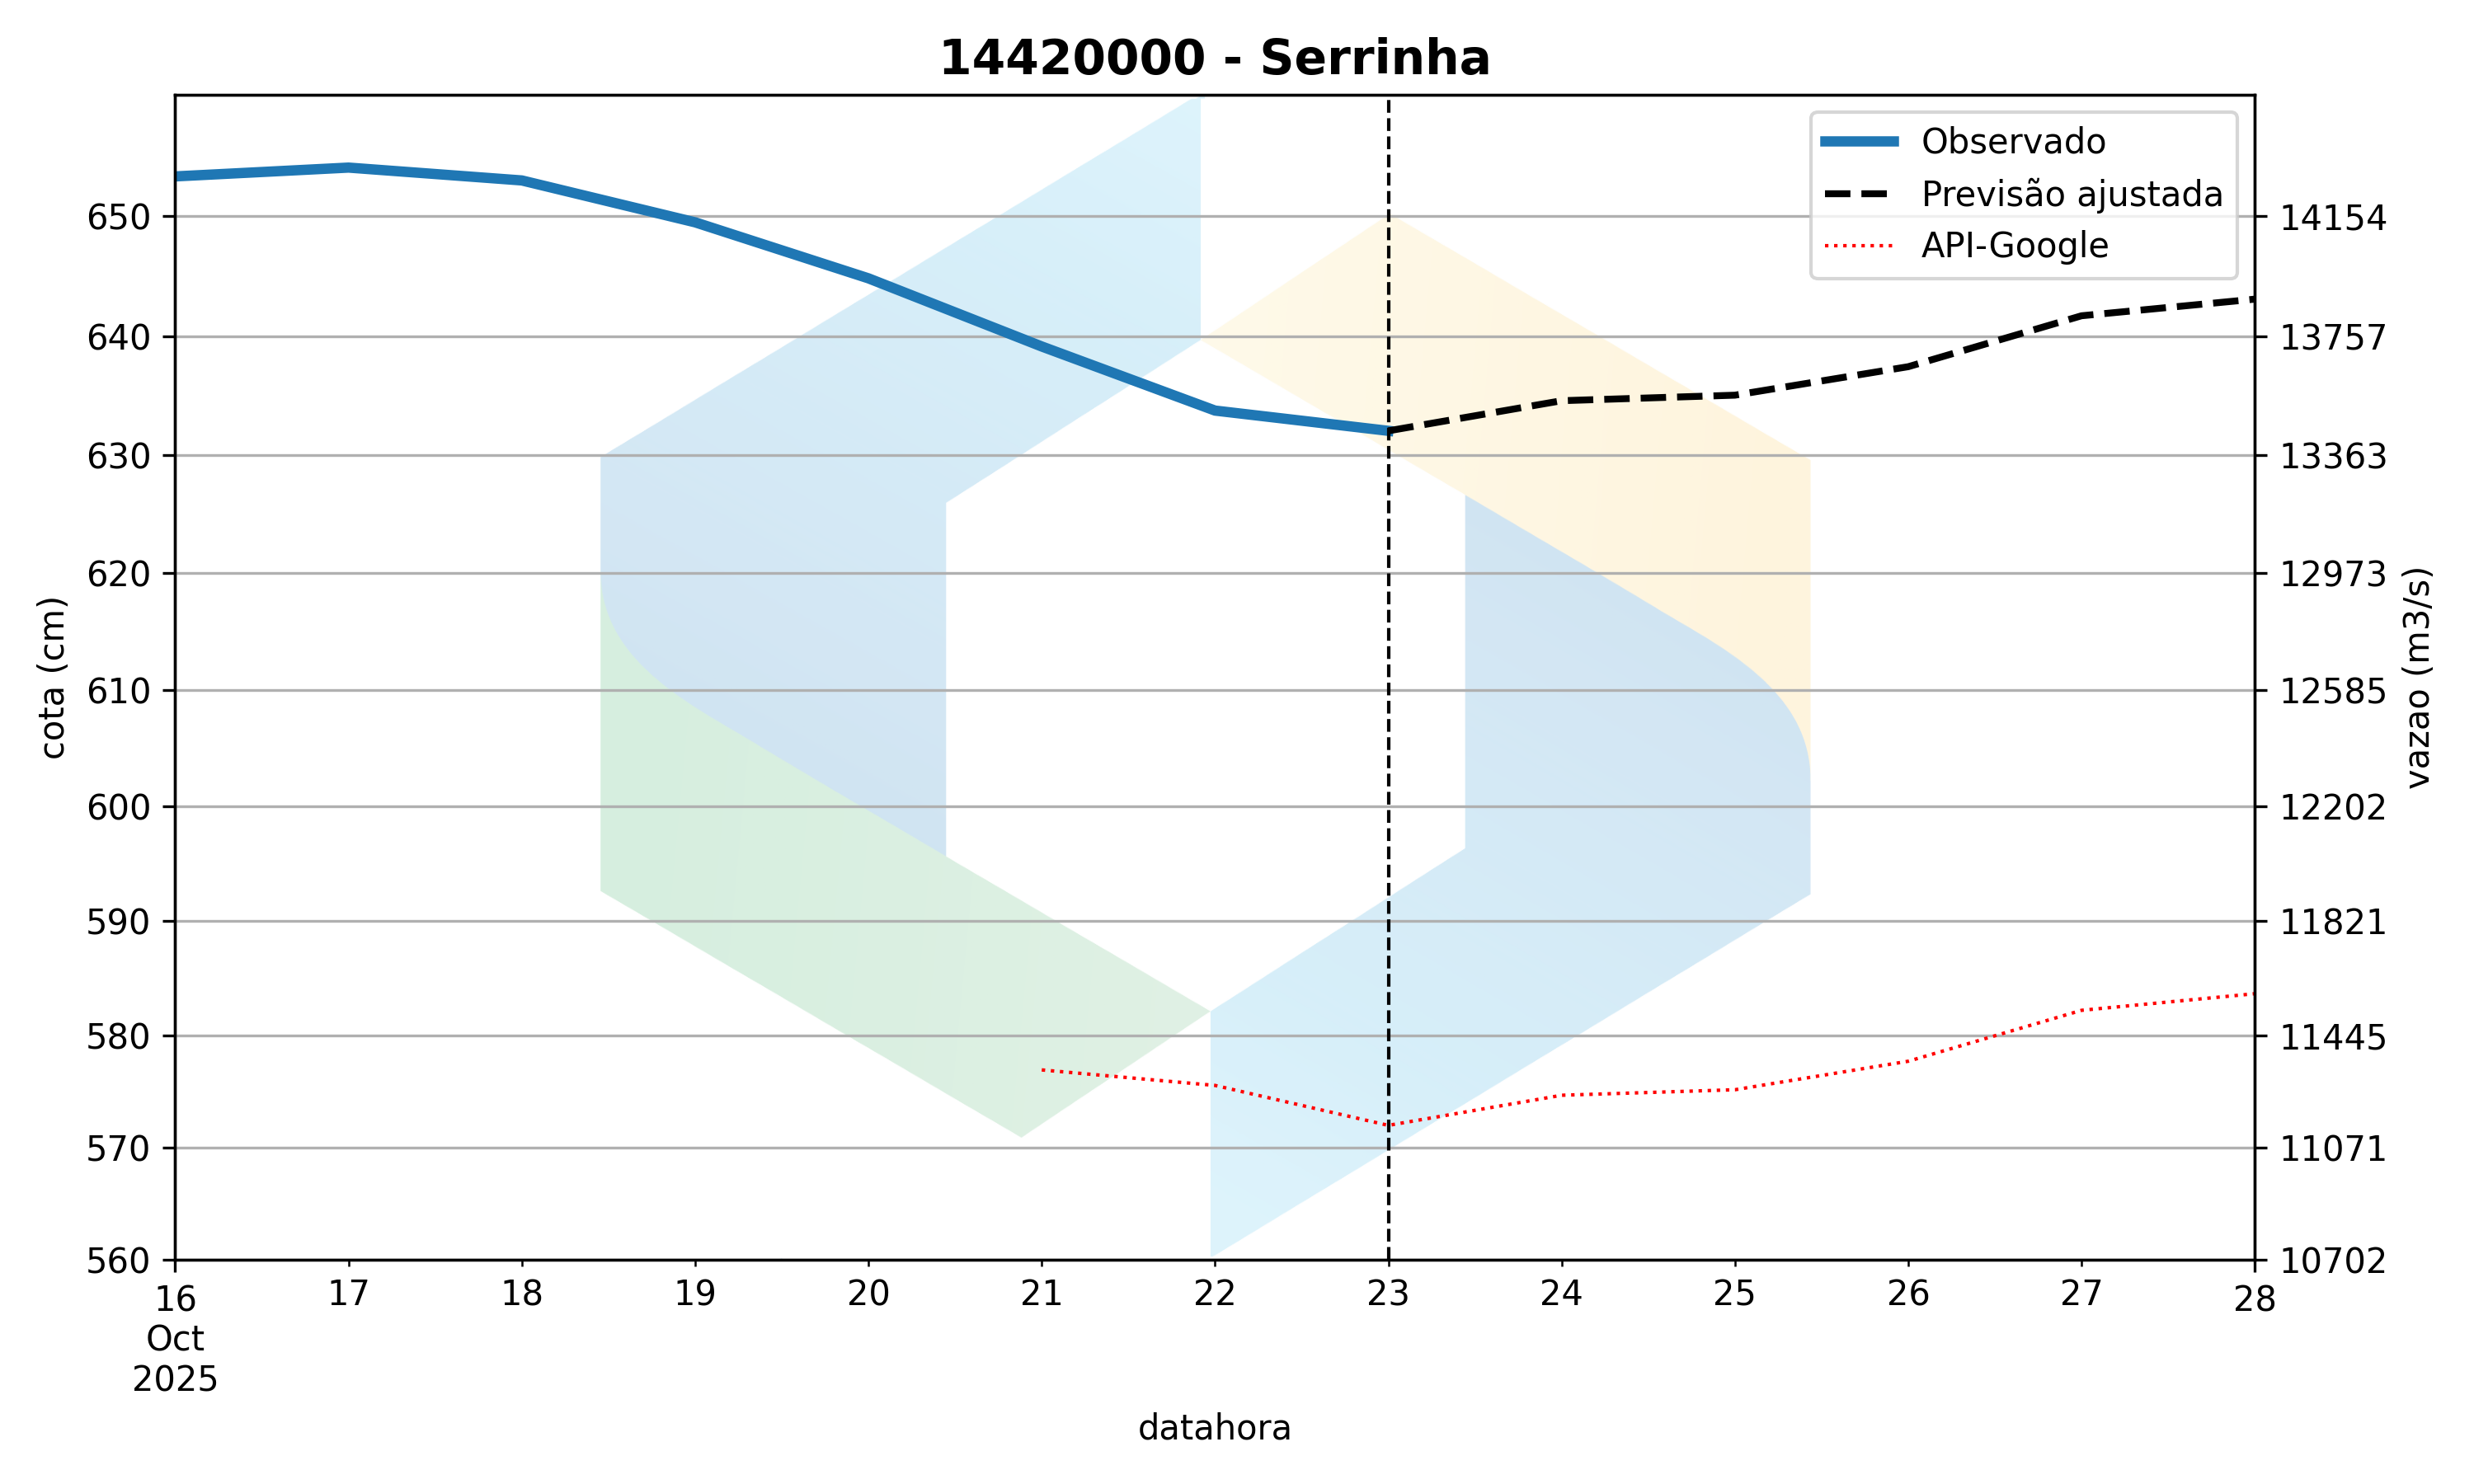 14420000 - Serrinha
Observado
Previsão ajustada
API-Google
650
640
630
620
610
600
590
580
570
560
cota (cm)
14154
13757
13363
12973
12585
12202
11821
11445
11071
10702
vazao (m3/s)
16 17 18 19 20 21 22 23 24 25 26 27 28
Oct
2025
datahora